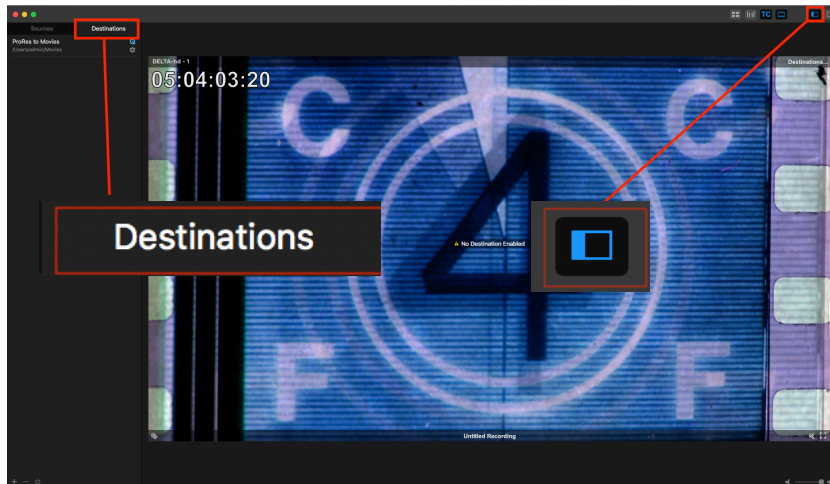 TC
Sources Destinations
ProRes to Movies
/Users/admin/Movies
DELTA-hd - 1
Destinations...
05:04:03:20
C C
4
Destinations
No Destination Enabled
F F
Untitled Recording